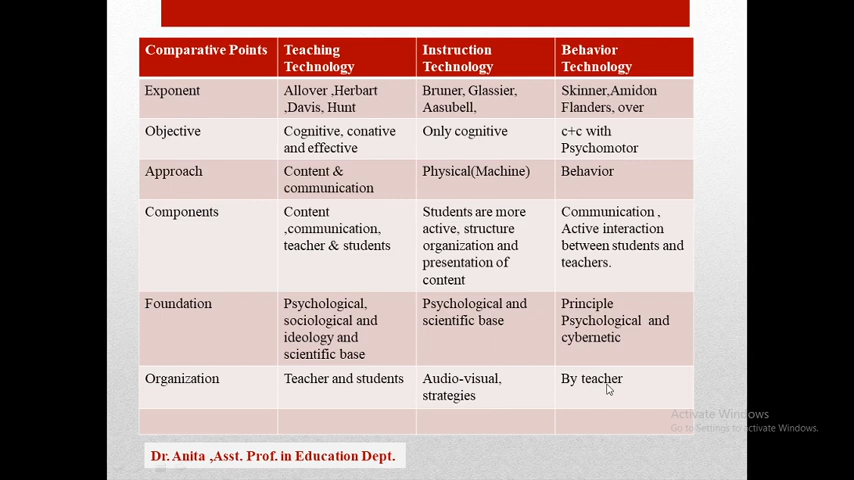 Comparative Points
Teaching
Technology
Instruction
Technology
Behavior
Technology
Exponent
Allover ,Herbart
,Davis, Hunt
Bruner, Glassier,
Aasubell,
Skinner,Amidon
Flanders, over
Objective
Cognitive, conative
and effective
Only cognitive
c+c with
Psychomotor
Approach
Content &
communication
Physical(Machine)
Behavior
Components
Content
,communication,
teacher & students
Students are more
active, structure
organization and
presentation of
content
Communication ,
Active interaction
between students and
teachers.
Foundation
Psychological,
sociological and
ideology and
scientific base
Psychological and
scientific base
Principle
Psychological and
cybernetic
Organization
Teacher and students
Audio-visual,
strategies
By teacher
Activate Windows
Go to Settings to activate Windows.
Dr. Anita ,Asst. Prof. in Education Dept.